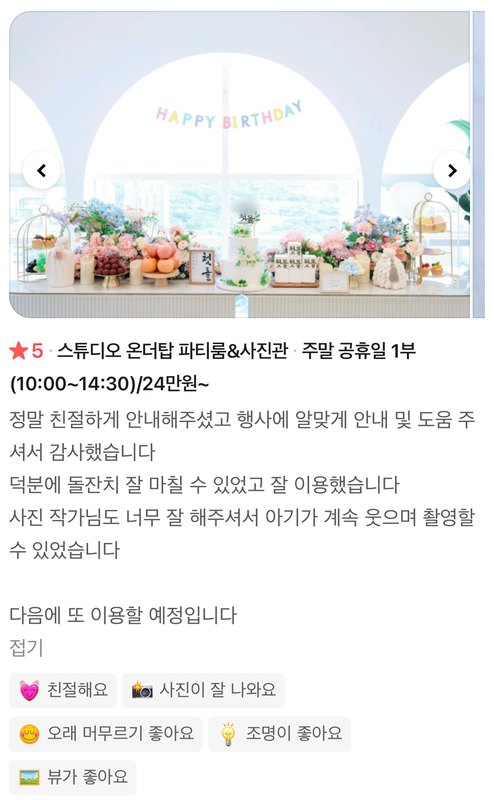 HAPPY BIRTHDAY
첫돌
첫돌
★ 5 · 스튜디오 온더탑 파티룸&사진관 · 주말 공휴일 1부
(10:00~14:30)/24만원~
정말 친절하게 안내해주셨고 행사에 알맞게 안내 및 도움 주
셔서 감사했습니다
덕분에 돌잔치 잘 마칠 수 있었고 잘 이용했습니다
사진 작가님도 너무 잘 해주셔서 아기가 계속 웃으며 촬영할
수 있었습니다
다음에 또 이용할 예정입니다
접기
💓 친절해요 📸 사진이 잘 나와요
😊 오래 머무르기 좋아요 💡 조명이 좋아요
🖼️ 뷰가 좋아요